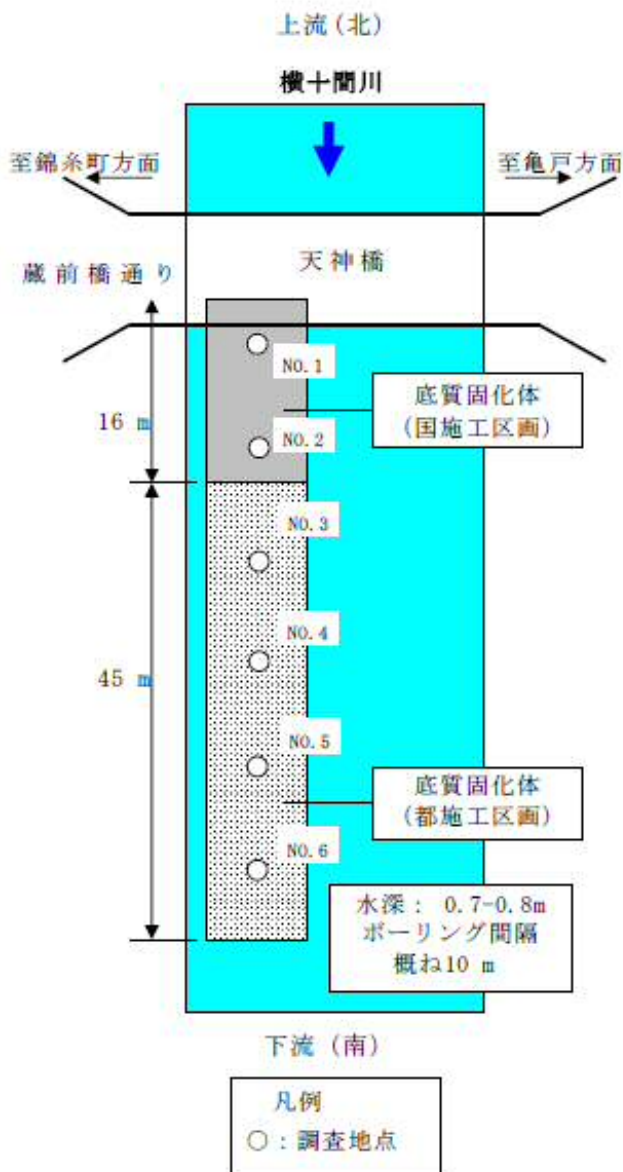 上流(北)
横十間川
至錦糸町方面
至亀戸方面
蔵前橋通り
天神橋
NO.1
底質固化体
(国施工区画)
16 m
NO.2
NO.3
NO.4
45 m
NO.5
底質固化体
(都施工区画)
NO.6
水深: 0.7-0.8m
ボーリング間隔
概ね10 m
下流 (南)
凡例
○:調査地点